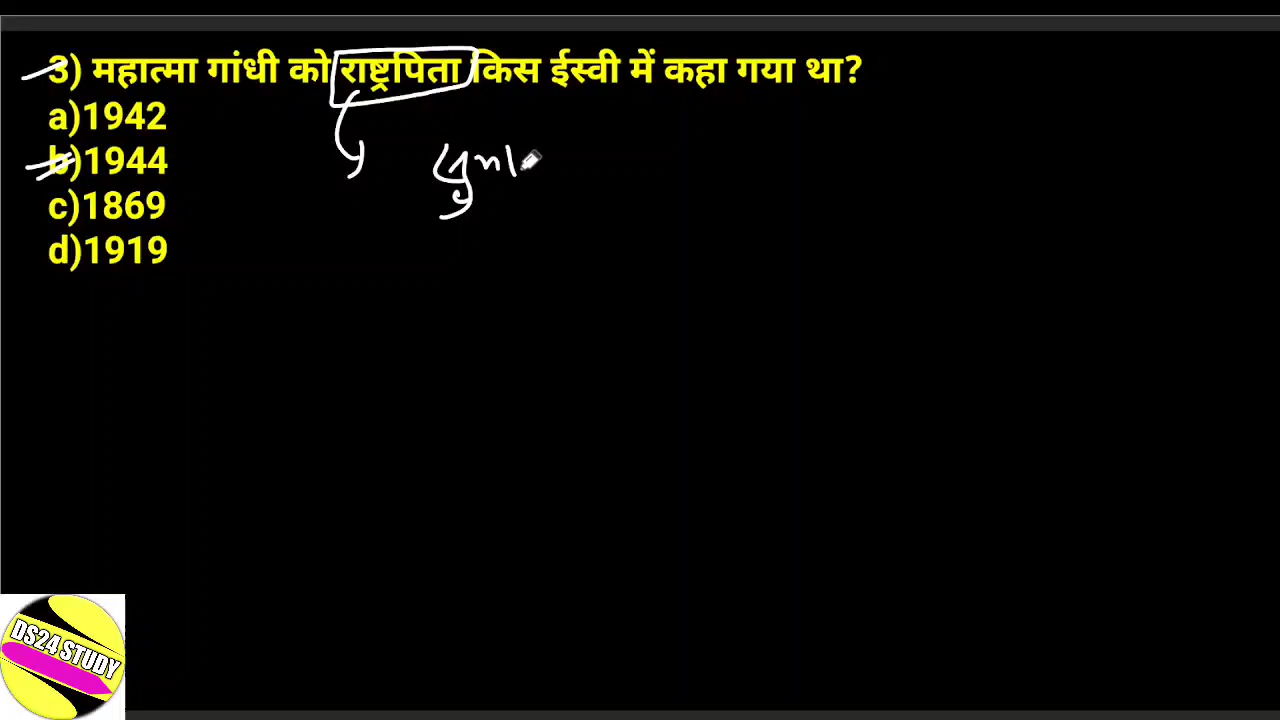 3) महात्मा गांधी को राष्ट्रपिता किस ईस्वी में कहा गया था?
a)1942
b)1944
c)1869
d)1919
DS24 STUDY